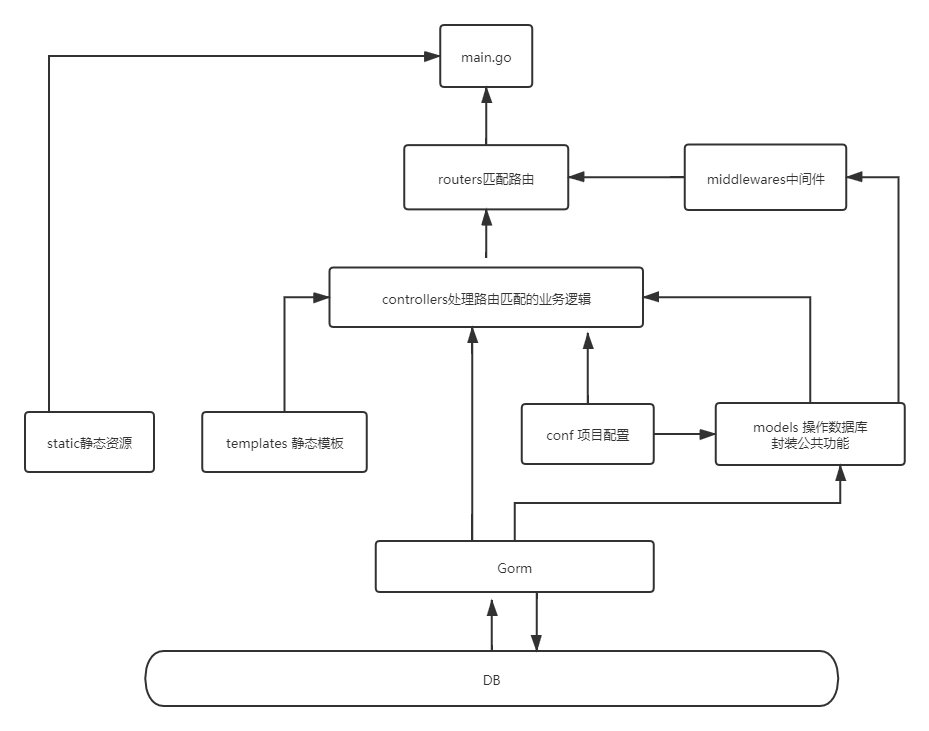 main.go
routers匹配路由
middlewares中间件
controllers处理路由匹配的业务逻辑
static静态资源
templates 静态模板
conf 项目配置
models 操作数据库
封装公共功能
Gorm
DB